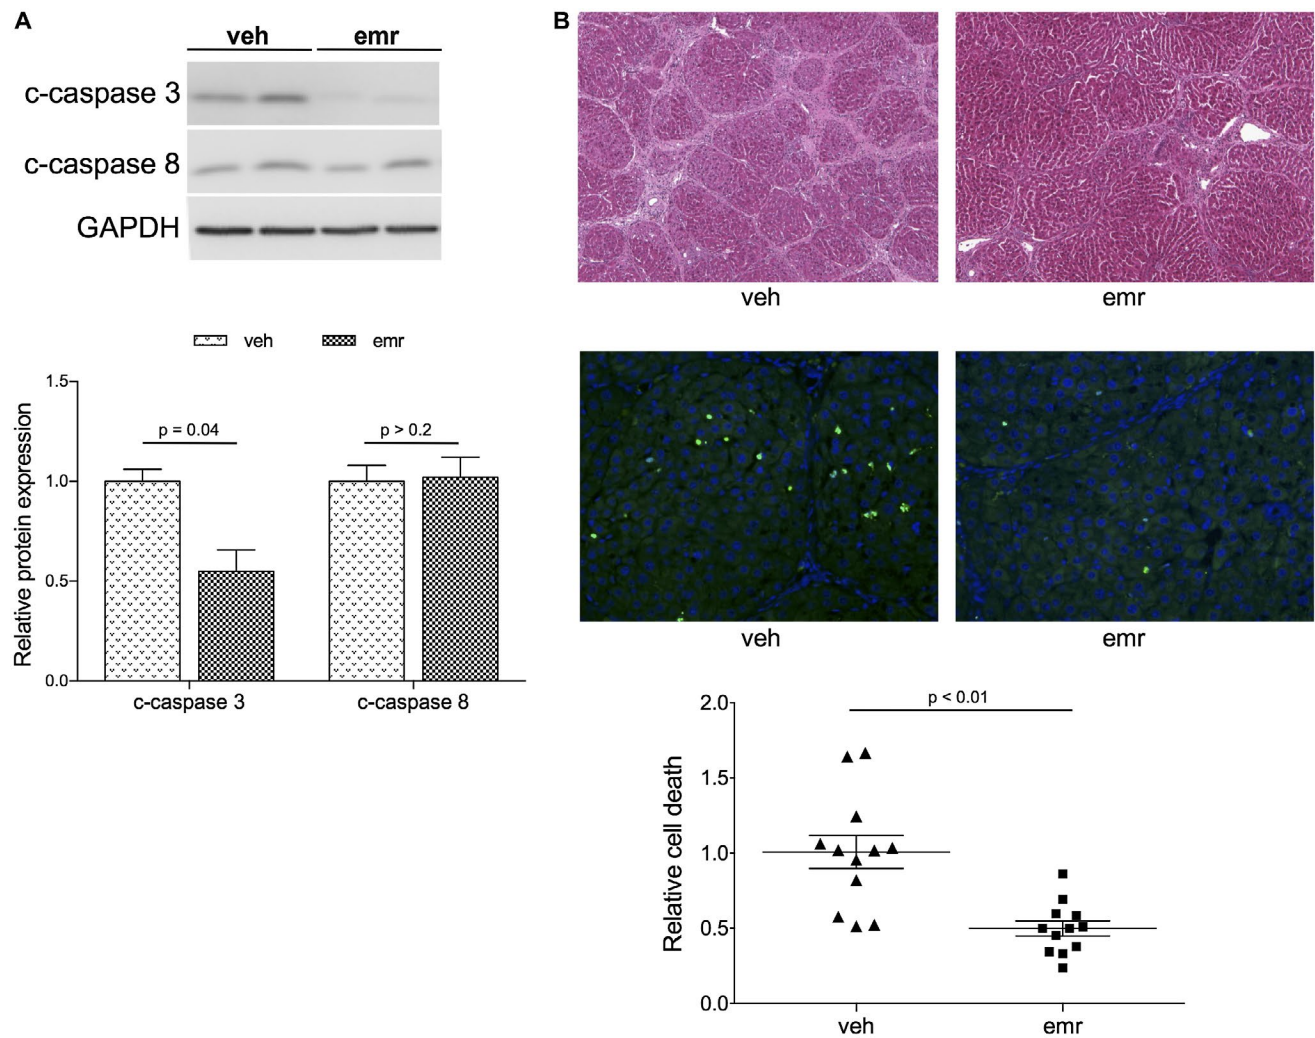 A
veh emr
c-caspase 3
c-caspase 8
GAPDH
veh emr
Relative protein expression
1.5
1.0
0.5
0.0
p = 0.04
p > 0.2
c-caspase 3 c-caspase 8
B
veh emr
veh emr
Relative cell death
2.0
1.5
1.0
0.5
0.0
p < 0.01
veh emr